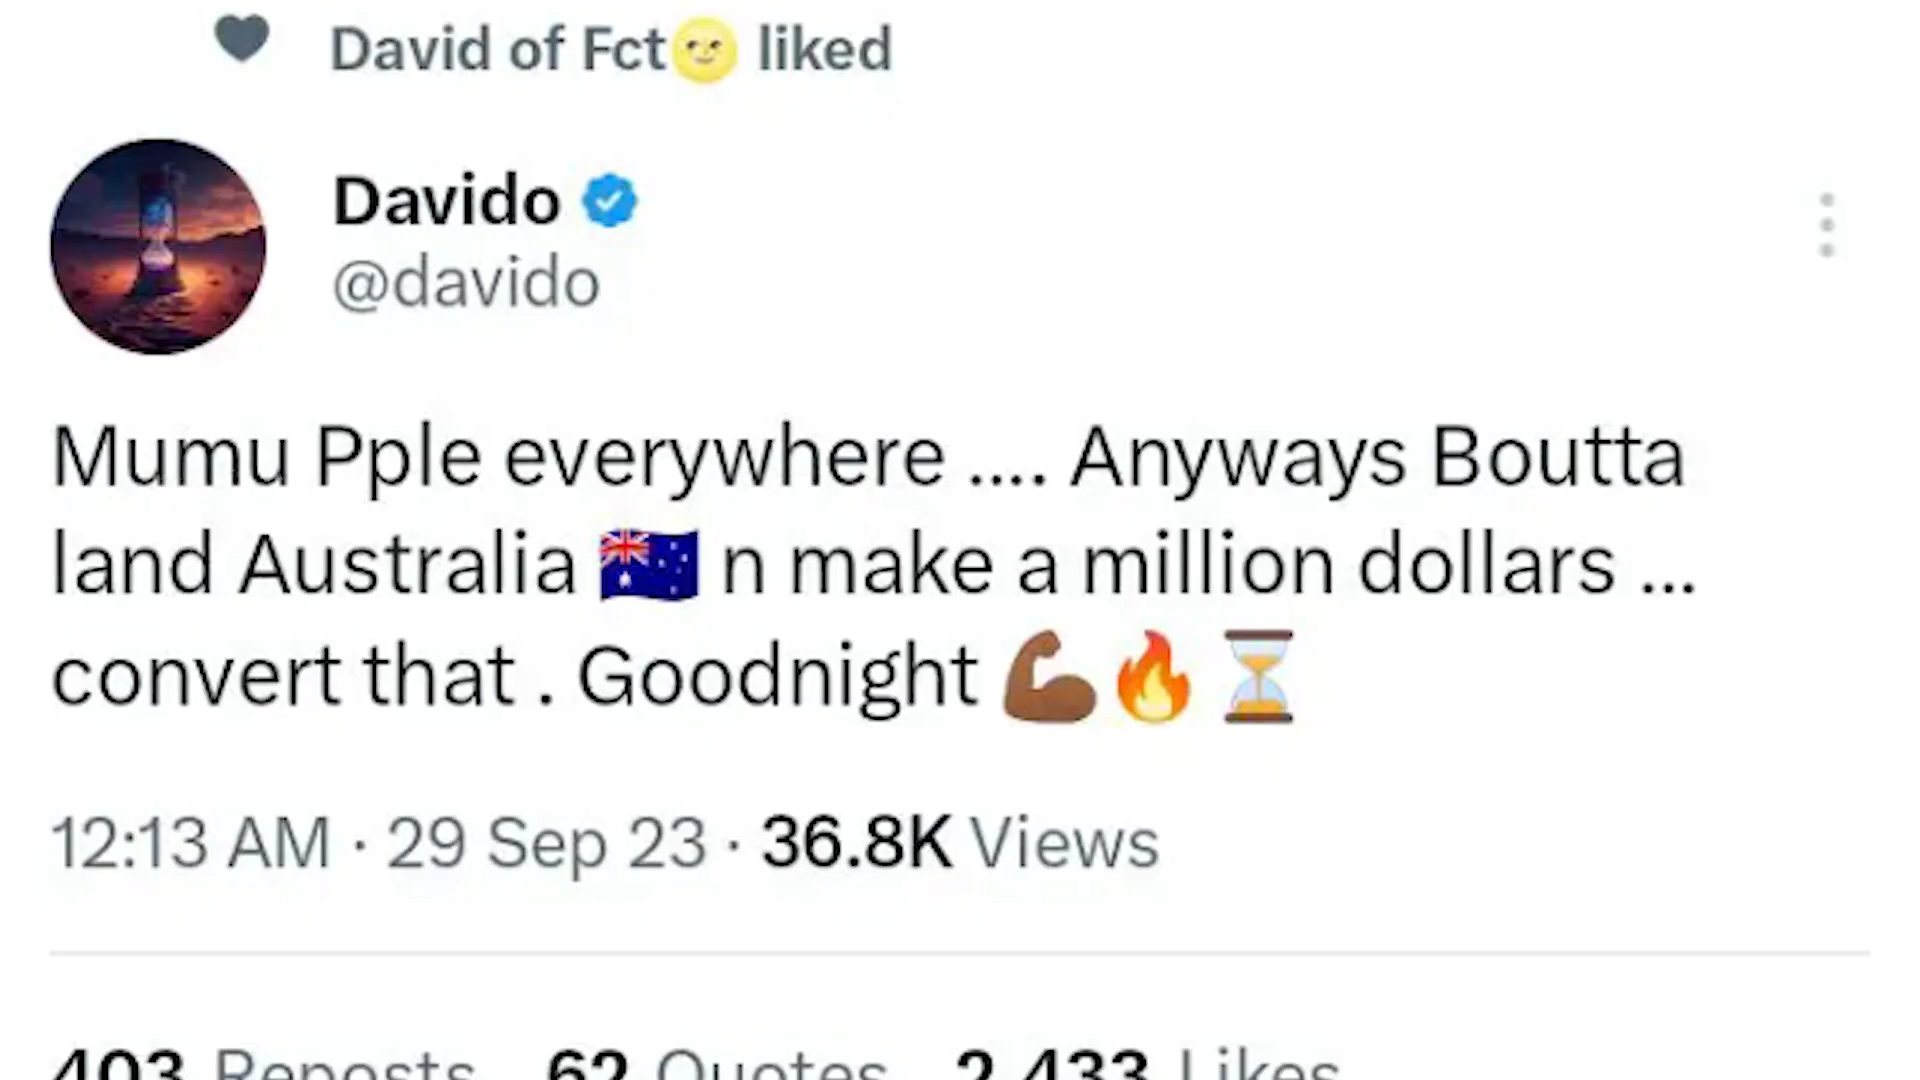 David of Fct🌝 liked
Davido
@davido
Mumu Pple everywhere .... Anyways Boutta
land Australia 🇦🇺 n make a million dollars ...
convert that . Goodnight 💪🏾🔥⏳
12:13 AM · 29 Sep 23 · 36.8K Views
403 Reposts 62 Quotes 2,433 Likes